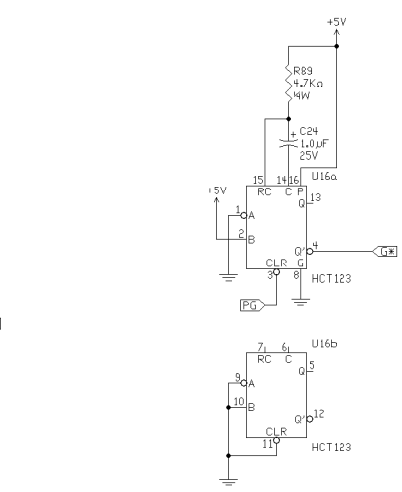 +5V
R89
4.7KΩ
¼W
C24
+
1.0µF
25V
U16a
15 14 16
RC C P
+5V
13
Q
1
A
2
B
4
Q'
G*
CLR G
3 8
HCT123
PG
U16b
7 6
RC C
5
Q
9
A
10
B
12
Q'
CLR
11
HCT123